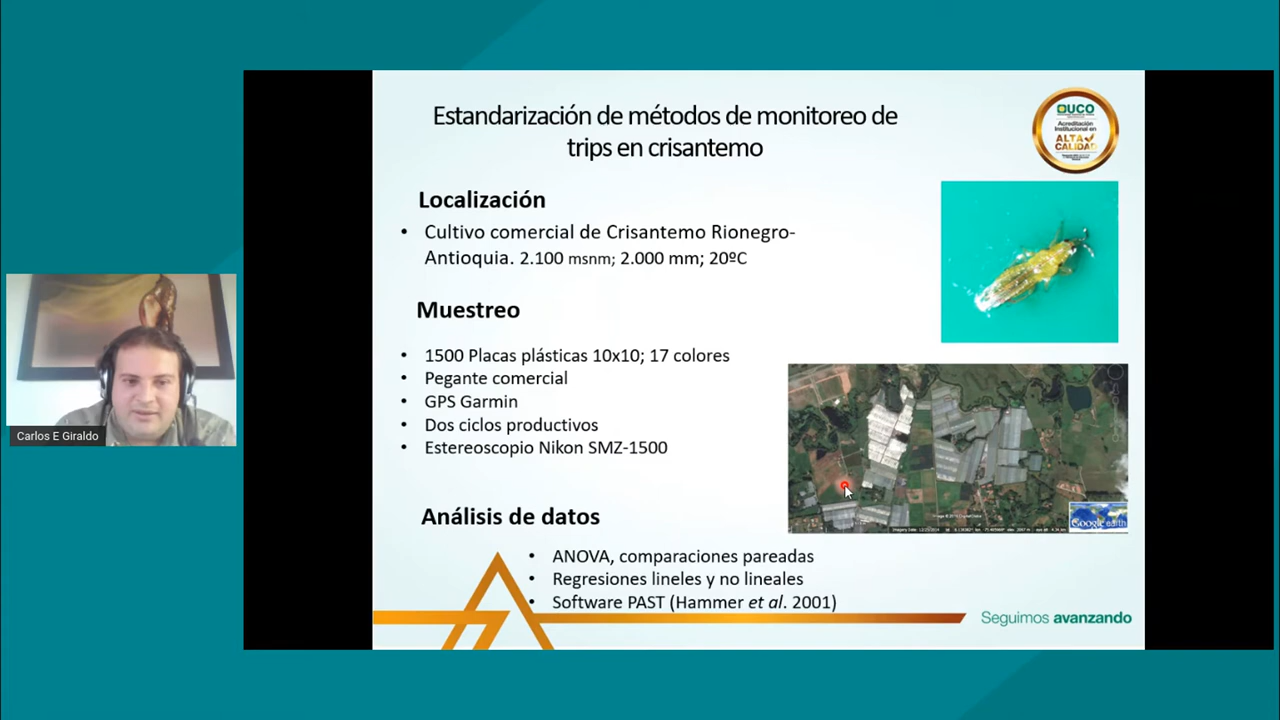 Estandarización de métodos de monitoreo de
trips en crisantemo
UCO
Acreditación
Institucional en
ALTA
CALIDAD
Localización
• Cultivo comercial de Crisantemo Rionegro-
Antioquia. 2.100 msnm; 2.000 mm; 20ºC
Muestreo
• 1500 Placas plásticas 10x10; 17 colores
• Pegante comercial
• GPS Garmin
• Dos ciclos productivos
• Estereoscopio Nikon SMZ-1500
Carlos E Giraldo
Google earth
Análisis de datos
• ANOVA, comparaciones pareadas
• Regresiones lineles y no lineales
• Software PAST (Hammer et al. 2001)
Seguimos avanzando